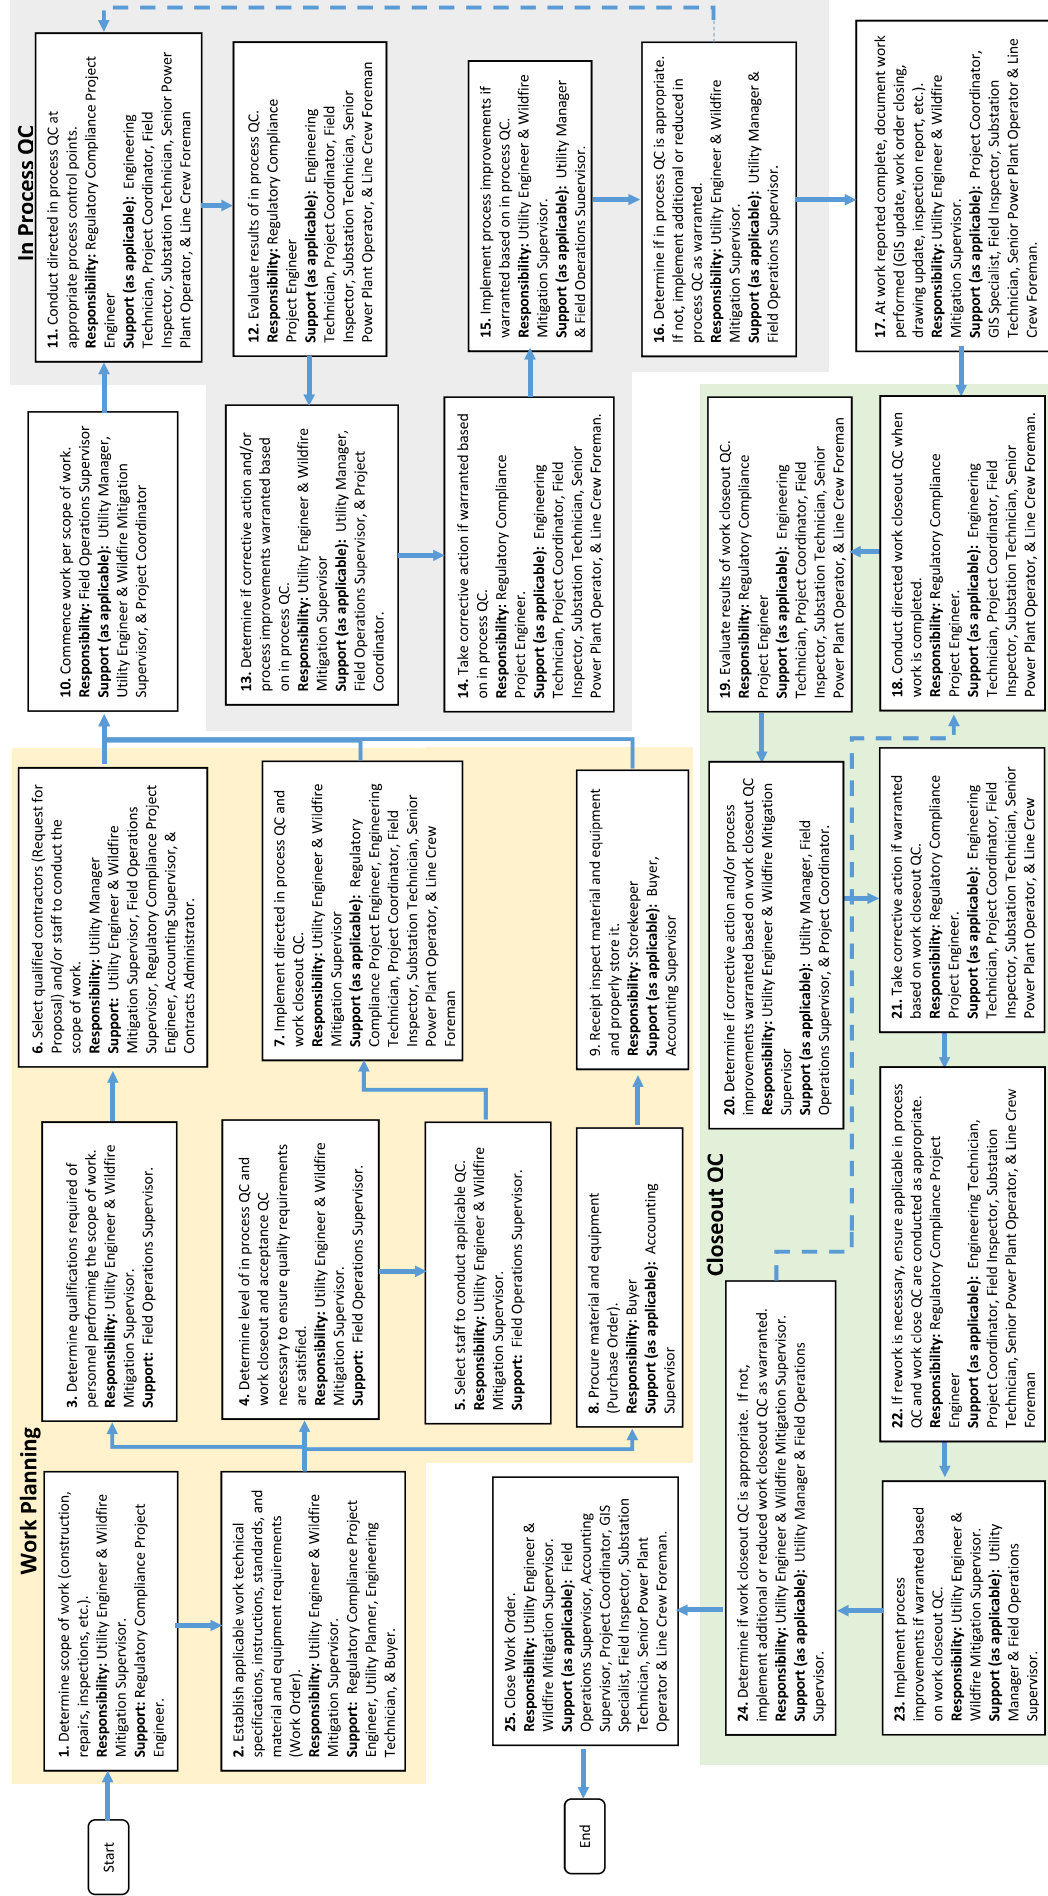 Work Planning
In Process QC
Closeout QC
Start
1. Determine scope of work (construction,
repairs, inspections, etc.).
Responsibility: Utility Engineer & Wildfire
Mitigation Supervisor.
Support: Regulatory Compliance Project
Engineer.
2. Establish applicable work technical
specifications, instructions, standards, and
material and equipment requirements
(Work Order).
Responsibility: Utility Engineer & Wildfire
Mitigation Supervisor.
Support: Regulatory Compliance Project
Engineer, Utility Planner, Engineering
Technician, & Buyer.
3. Determine qualifications required of
personnel performing the scope of work.
Responsibility: Utility Engineer & Wildfire
Mitigation Supervisor.
Support: Field Operations Supervisor.
4. Determine level of in process QC and
work closeout and acceptance QC
necessary to ensure quality requirements
are satisfied.
Responsibility: Utility Engineer & Wildfire
Mitigation Supervisor.
Support: Field Operations Supervisor.
5. Select staff to conduct applicable QC.
Responsibility: Utility Engineer & Wildfire
Mitigation Supervisor.
Support: Field Operations Supervisor.
6. Select qualified contractors (Request for
Proposal) and/or staff to conduct the
scope of work.
Responsibility: Utility Manager
Support: Utility Engineer & Wildfire
Mitigation Supervisor, Field Operations
Supervisor, Regulatory Compliance Project
Engineer, Accounting Supervisor, &
Contracts Administrator.
7. Implement directed in process QC and
work closeout QC.
Responsibility: Utility Engineer & Wildfire
Mitigation Supervisor
Support (as applicable): Regulatory
Compliance Project Engineer, Engineering
Technician, Project Coordinator, Field
Inspector, Substation Technician, Senior
Power Plant Operator, & Line Crew
Foreman
8. Procure material and equipment
(Purchase Order).
Responsibility: Buyer
Support (as applicable): Accounting
Supervisor
9. Receipt inspect material and equipment
and properly store it.
Responsibility: Storekeeper
Support (as applicable): Buyer,
Accounting Supervisor
10. Commence work per scope of work.
Responsibility: Field Operations Supervisor
Support (as applicable): Utility Manager,
Utility Engineer & Wildfire Mitigation
Supervisor, & Project Coordinator
11. Conduct directed in process QC at
appropriate process control points.
Responsibility: Regulatory Compliance Project
Engineer
Support (as applicable): Engineering
Technician, Project Coordinator, Field
Inspector, Substation Technician, Senior Power
Plant Operator, & Line Crew Foreman
12. Evaluate results of in process QC.
Responsibility: Regulatory Compliance
Project Engineer
Support (as applicable): Engineering
Technician, Project Coordinator, Field
Inspector, Substation Technician, Senior
Power Plant Operator, & Line Crew Foreman
13. Determine if corrective action and/or
process improvements warranted based
on in process QC.
Responsibility: Utility Engineer & Wildfire
Mitigation Supervisor
Support (as applicable): Utility Manager,
Field Operations Supervisor, & Project
Coordinator.
14. Take corrective action if warranted based
on in process QC.
Responsibility: Regulatory Compliance
Project Engineer.
Support (as applicable): Engineering
Technician, Project Coordinator, Field
Inspector, Substation Technician, Senior
Power Plant Operator, & Line Crew Foreman.
15. Implement process improvements if
warranted based on in process QC.
Responsibility: Utility Engineer & Wildfire
Mitigation Supervisor.
Support (as applicable): Utility Manager
& Field Operations Supervisor.
16. Determine if in process QC is appropriate.
If not, implement additional or reduced in
process QC as warranted.
Responsibility: Utility Engineer & Wildfire
Mitigation Supervisor.
Support (as applicable): Utility Manager &
Field Operations Supervisor.
17. At work reported complete, document work
performed (GIS update, work order closing,
drawing update, inspection report, etc.).
Responsibility: Utility Engineer & Wildfire
Mitigation Supervisor.
Support (as applicable): Project Coordinator,
GIS Specialist, Field Inspector, Substation
Technician, Senior Power Plant Operator & Line
Crew Foreman.
18. Conduct directed work closeout QC when
work is completed.
Responsibility: Regulatory Compliance
Project Engineer.
Support (as applicable): Engineering
Technician, Project Coordinator, Field
Inspector, Substation Technician, Senior
Power Plant Operator, & Line Crew Foreman.
19. Evaluate results of work closeout QC.
Responsibility: Regulatory Compliance
Project Engineer
Support (as applicable): Engineering
Technician, Project Coordinator, Field
Inspector, Substation Technician, Senior
Power Plant Operator, & Line Crew Foreman
20. Determine if corrective action and/or process
improvements warranted based on work closeout QC
Responsibility: Utility Engineer & Wildfire Mitigation
Supervisor
Support (as applicable): Utility Manager, Field
Operations Supervisor, & Project Coordinator.
21. Take corrective action if warranted
based on work closeout QC.
Responsibility: Regulatory Compliance
Project Engineer.
Support (as applicable): Engineering
Technician, Project Coordinator, Field
Inspector, Substation Technician, Senior
Power Plant Operator, & Line Crew
Foreman
22. If rework is necessary, ensure applicable in process
QC and work close QC are conducted as appropriate.
Responsibility: Regulatory Compliance Project
Engineer
Support (as applicable): Engineering Technician,
Project Coordinator, Field Inspector, Substation
Technician, Senior Power Plant Operator, & Line Crew
Foreman
23. Implement process
improvements if warranted based
on work closeout QC.
Responsibility: Utility Engineer &
Wildfire Mitigation Supervisor.
Support (as applicable): Utility
Manager & Field Operations
Supervisor.
24. Determine if work closeout QC is appropriate. If not,
implement additional or reduced work closeout QC as warranted.
Responsibility: Utility Engineer & Wildfire Mitigation Supervisor.
Support (as applicable): Utility Manager & Field Operations
Supervisor.
25. Close Work Order.
Responsibility: Utility Engineer &
Wildfire Mitigation Supervisor.
Support (as applicable): Field
Operations Supervisor, Accounting
Supervisor, Project Coordinator, GIS
Specialist, Field Inspector, Substation
Technician, Senior Power Plant
Operator & Line Crew Foreman.
End